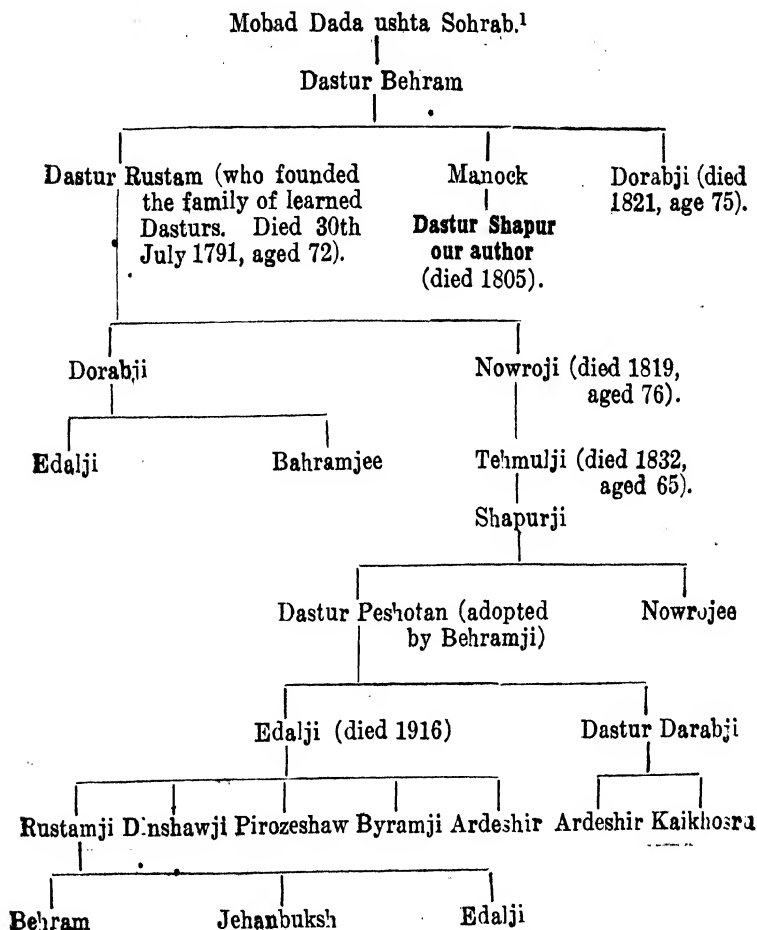 Mobad Dada ushta Sohrab.¹
Dastur Behram
Dastur Rustam (who founded
the family of learned
Dasturs. Died 30th
July 1791, aged 72).
Manock
Dastur Shapur
our author
(died 1805).
Dorabji (died
1821, age 75).
Dorabji
Nowroji (died 1819,
aged 76).
Edalji
Bahramjee
Tehmulji (died 1832,
aged 65).
Shapurji
Dastur Peshotan (adopted
by Behramji)
Nowrojee
Edalji (died 1916)
Dastur Darabji
Rustamji Dinshawji Pirozeshaw Byramji Ardeshir Ardeshir Kaikhosru
Behram Jehanbuksh Edalji